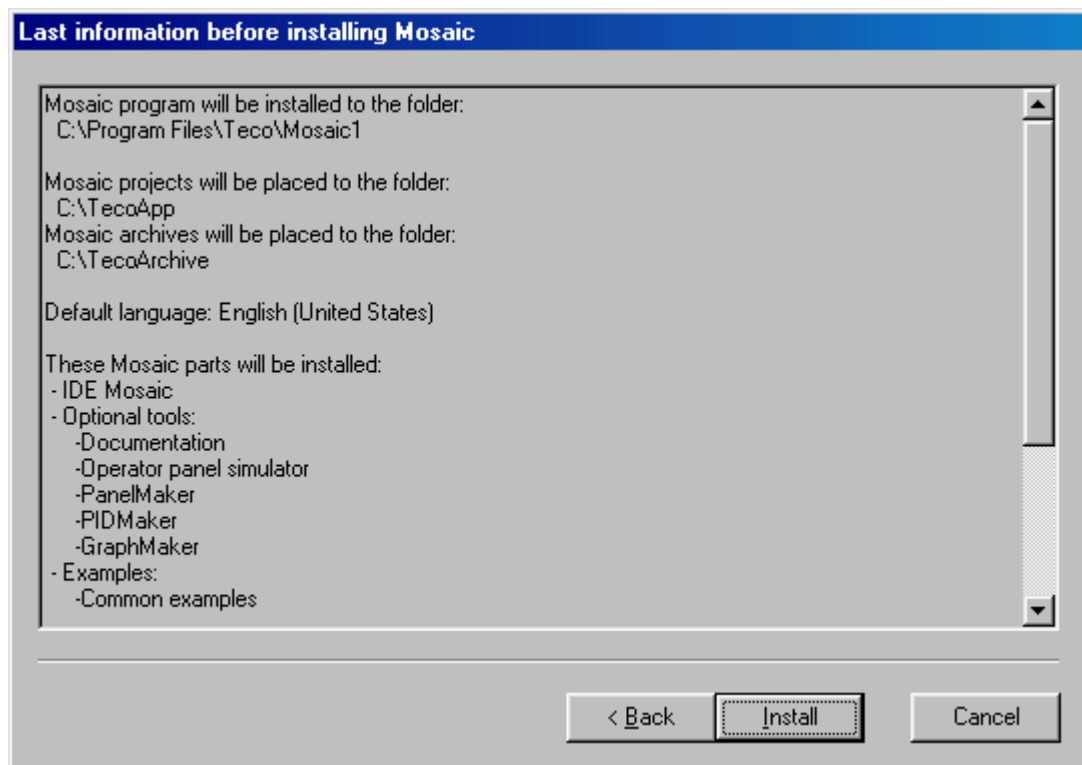 Last information before installing Mosaic
Mosaic program will be installed to the folder:
C:\Program Files\Teco\Mosaic1
Mosaic projects will be placed to the folder:
C:\TecoApp
Mosaic archives will be placed to the folder:
C:\TecoArchive
Default language: English (United States)
These Mosaic parts will be installed:
- IDE Mosaic
- Optional tools:
-Documentation
-Operator panel simulator
-PanelMaker
-PIDMaker
-GraphMaker
- Examples:
-Common examples
< Back Install Cancel